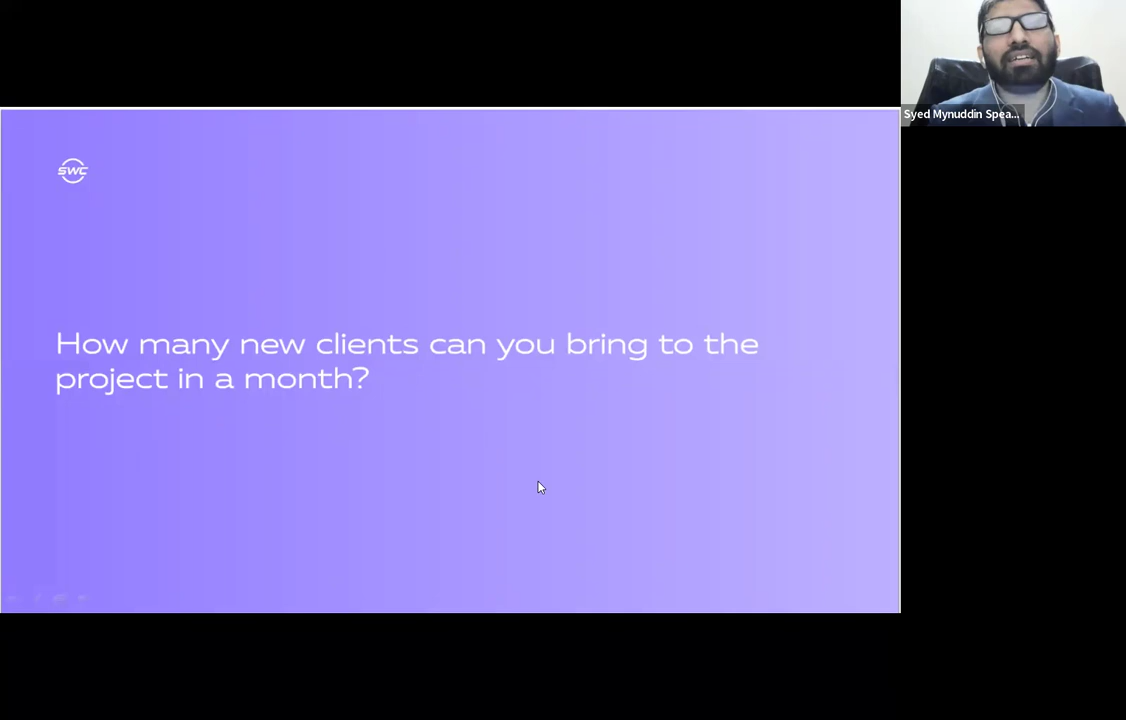 Syed Mynuddin Spea...
SWC
How many new clients can you bring to the
project in a month?